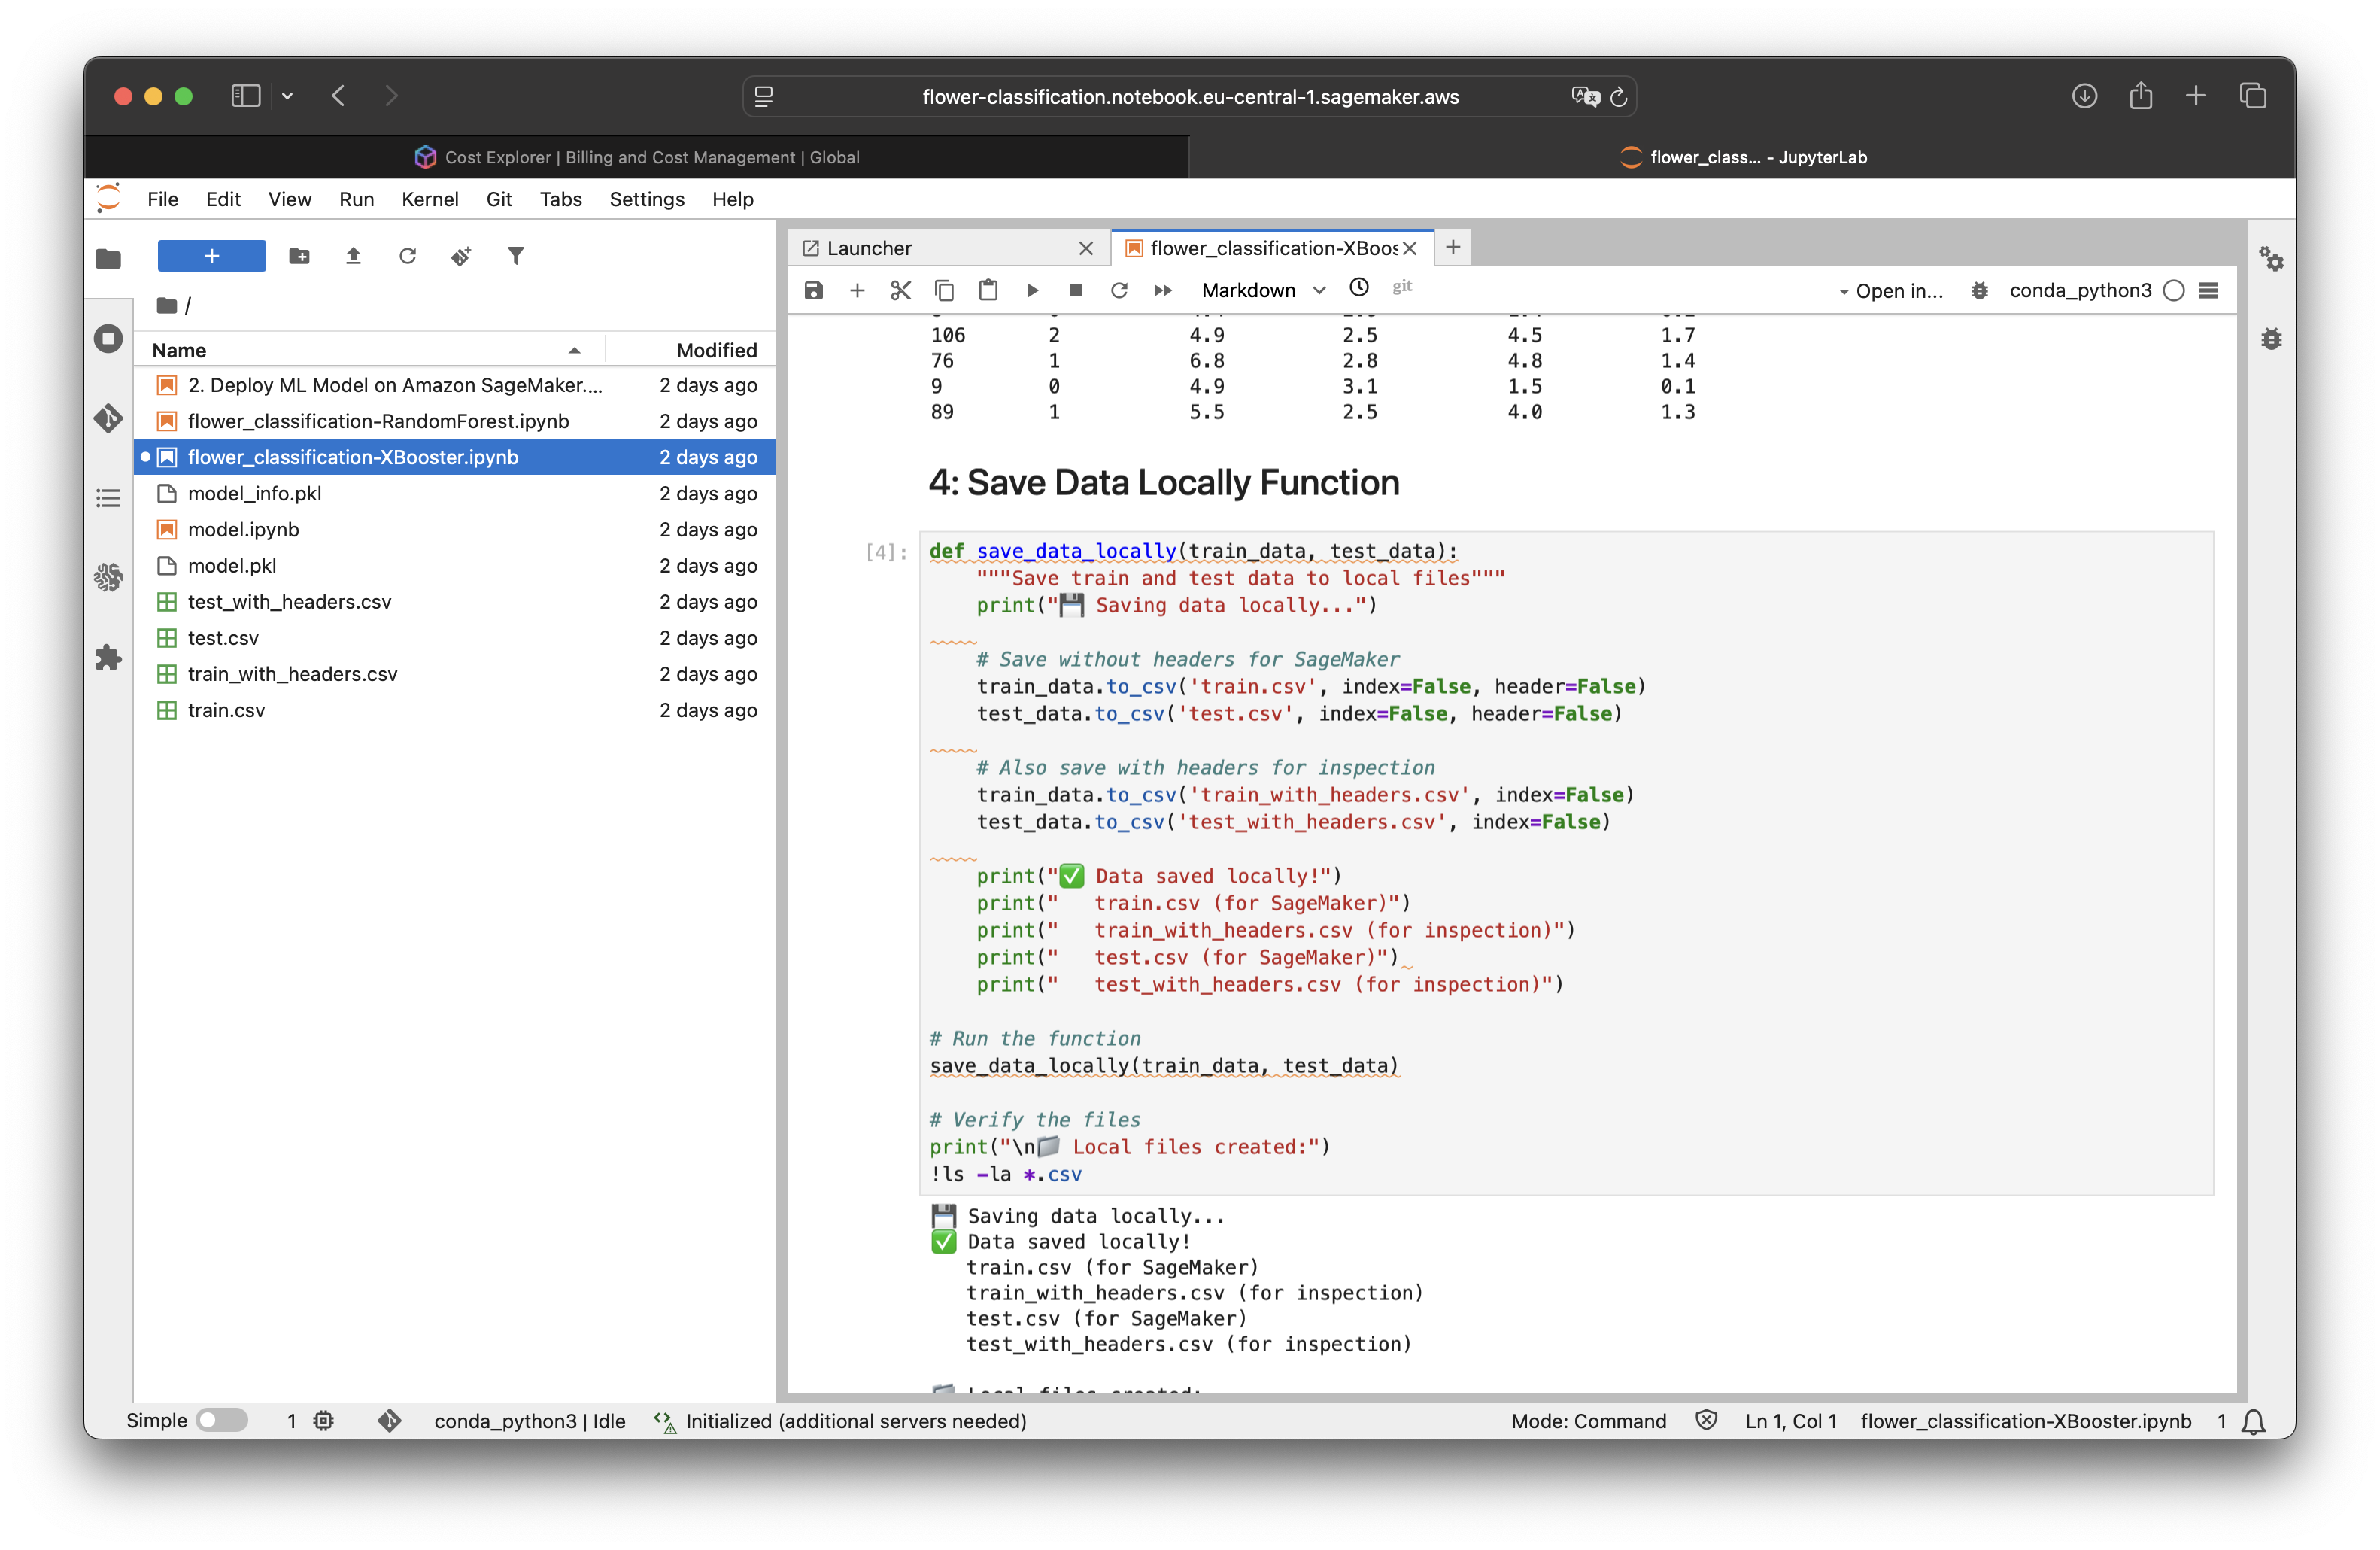 flower-classification.notebook.eu-central-1.sagemaker.aws
Cost Explorer | Billing and Cost Management | Global
flower_class... - JupyterLab
File Edit View Run Kernel Git Tabs Settings Help
+
/
Name Modified
2. Deploy ML Model on Amazon SageMaker.... 2 days ago
flower_classification-RandomForest.ipynb 2 days ago
flower_classification-XBooster.ipynb 2 days ago
model_info.pkl 2 days ago
model.ipynb 2 days ago
model.pkl 2 days ago
test_with_headers.csv 2 days ago
test.csv 2 days ago
train_with_headers.csv 2 days ago
train.csv 2 days ago
Launcher
flower_classification-XBoos
Markdown git Open in... conda_python3
106 2 4.9 2.5 4.5 1.7
76 1 6.8 2.8 4.8 1.4
9 0 4.9 3.1 1.5 0.1
89 1 5.5 2.5 4.0 1.3
4: Save Data Locally Function
[4]: def save_data_locally(train_data, test_data):
"""Save train and test data to local files"""
print("💾 Saving data locally...")
# Save without headers for SageMaker
train_data.to_csv('train.csv', index=False, header=False)
test_data.to_csv('test.csv', index=False, header=False)
# Also save with headers for inspection
train_data.to_csv('train_with_headers.csv', index=False)
test_data.to_csv('test_with_headers.csv', index=False)
print("✅ Data saved locally!")
print("   train.csv (for SageMaker)")
print("   train_with_headers.csv (for inspection)")
print("   test.csv (for SageMaker)")
print("   test_with_headers.csv (for inspection)")
# Run the function
save_data_locally(train_data, test_data)
# Verify the files
print("\n📁 Local files created:")
!ls -la *.csv
💾 Saving data locally...
✅ Data saved locally!
train.csv (for SageMaker)
train_with_headers.csv (for inspection)
test.csv (for SageMaker)
test_with_headers.csv (for inspection)
Local files created:
Simple 1 conda_python3 | Idle Initialized (additional servers needed) Mode: Command Ln 1, Col 1 flower_classification-XBooster.ipynb 1